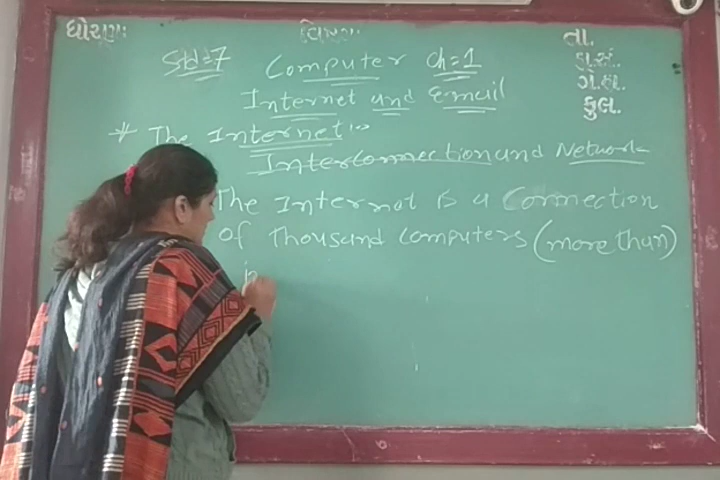 ધોરણઃ વિષયઃ તા.
Std=7 Computer Ch=1 ક.સં.
ગે.હા.
Internet and E-mail કુલ.
* The Internet:-
Interconnection and Network
The Internet is a Connection
of Thousand Computers (more than)